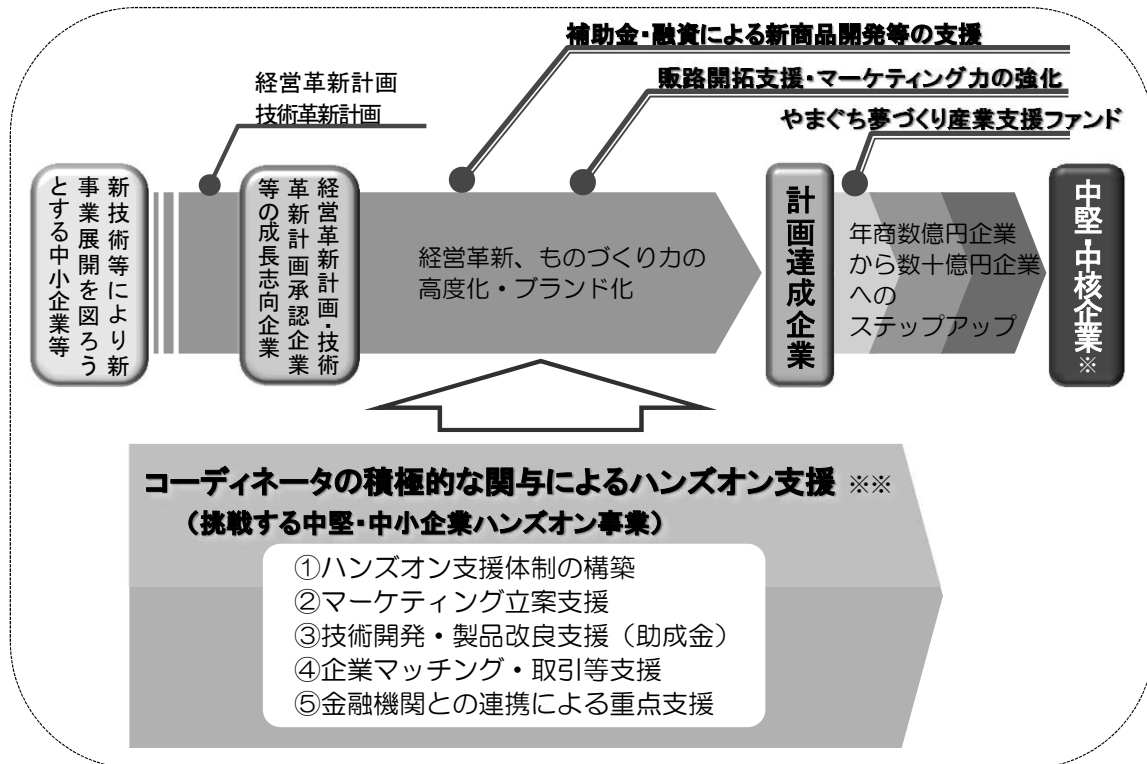 補助金・融資による新商品開発等の支援
販路開拓支援・マーケティング力の強化
やまぐち夢づくり産業支援ファンド
経営革新計画
技術革新計画
新技術等により新
事業展開を図ろう
とする中小企業等
経営革新計画・技術
革新計画承認企業
等の成長志向企業
経営革新、ものづくり力の
高度化・ブランド化
計画達成企業
年商数億円企業
から数十億円企業
への
ステップアップ
中堅・中核企業※
コーディネータの積極的な関与によるハンズオン支援 ※※
（挑戦する中堅・中小企業ハンズオン事業）
①ハンズオン支援体制の構築
②マーケティング立案支援
③技術開発・製品改良支援（助成金）
④企業マッチング・取引等支援
⑤金融機関との連携による重点支援